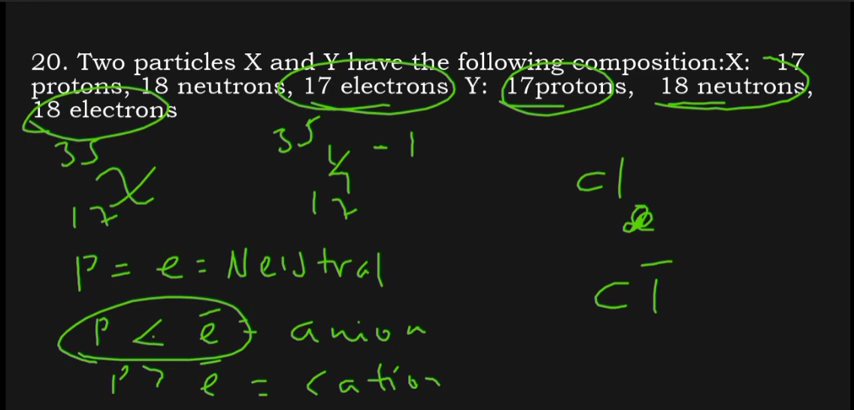 20. Two particles X and Y have the following composition:X: 17
protons, 18 neutrons, 17 electrons Y: 17protons, 18 neutrons,
18 electrons
35 X 17
35 Y - 1 17
Cl
p = e = Neutral
Cl -
p < e - anion
p > e = cation